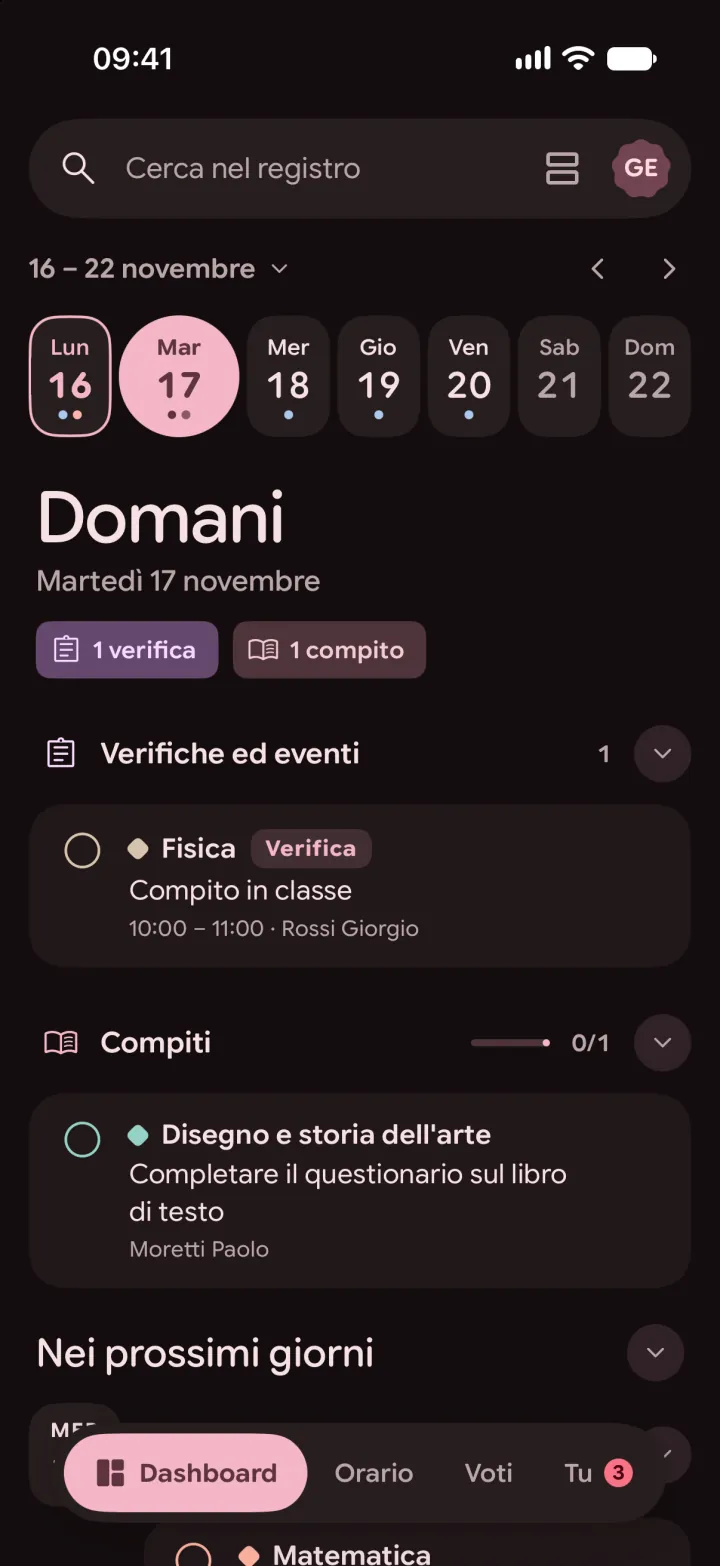 09:41
Cerca nel registro
GE
16 – 22 novembre
Lun Mar Mer Gio Ven Sab Dom
16 17 18 19 20 21 22
Domani
Martedì 17 novembre
1 verifica 1 compito
Verifiche ed eventi 1
Fisica Verifica
Compito in classe
10:00 – 11:00 · Rossi Giorgio
Compiti 0/1
Disegno e storia dell'arte
Completare il questionario sul libro
di testo
Moretti Paolo
Nei prossimi giorni
Dashboard Orario Voti Tu 3
Matematica